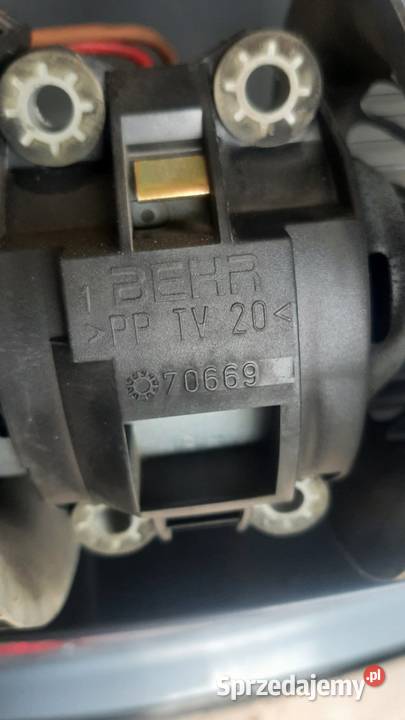 1 BEHR
>PP TV 20<
70669
Sprzedajemy.pl